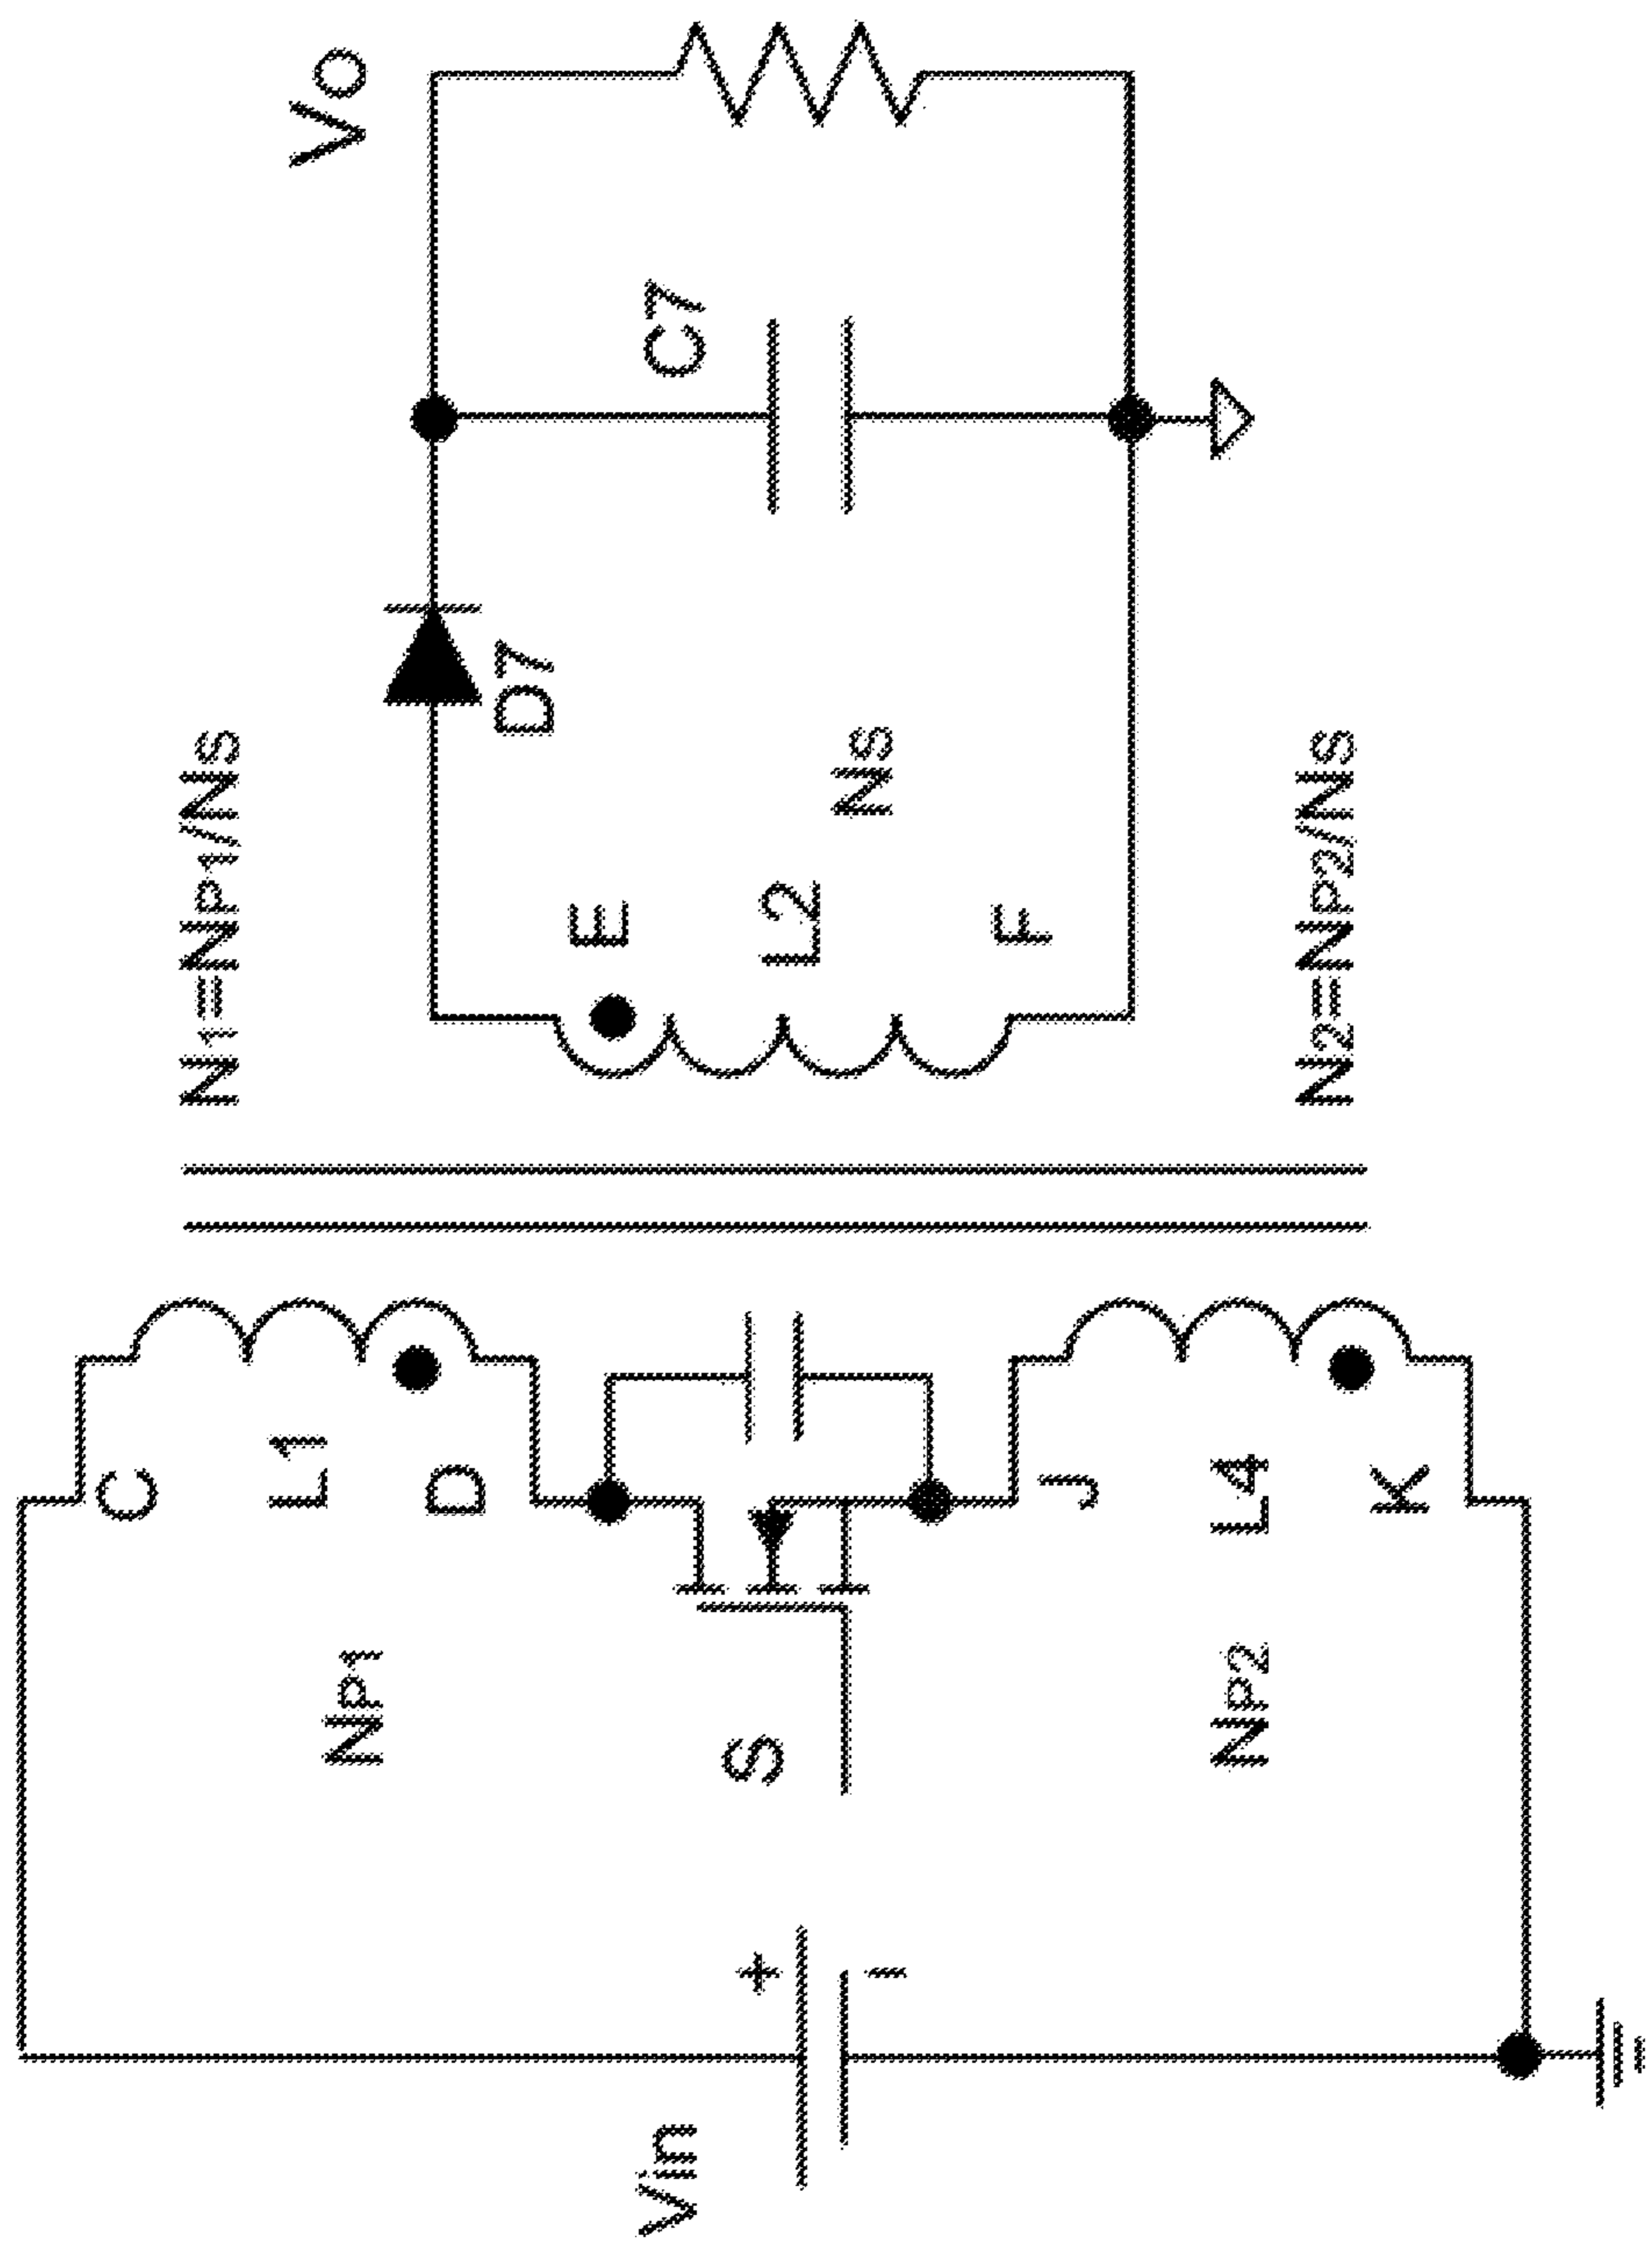 N1=NP1/NS
Vo
C
L1
D
NP1
E
D7
C7
Vin
+
-
S
L2
NS
F
J
L4
K
NP2
N2=NP2/NS